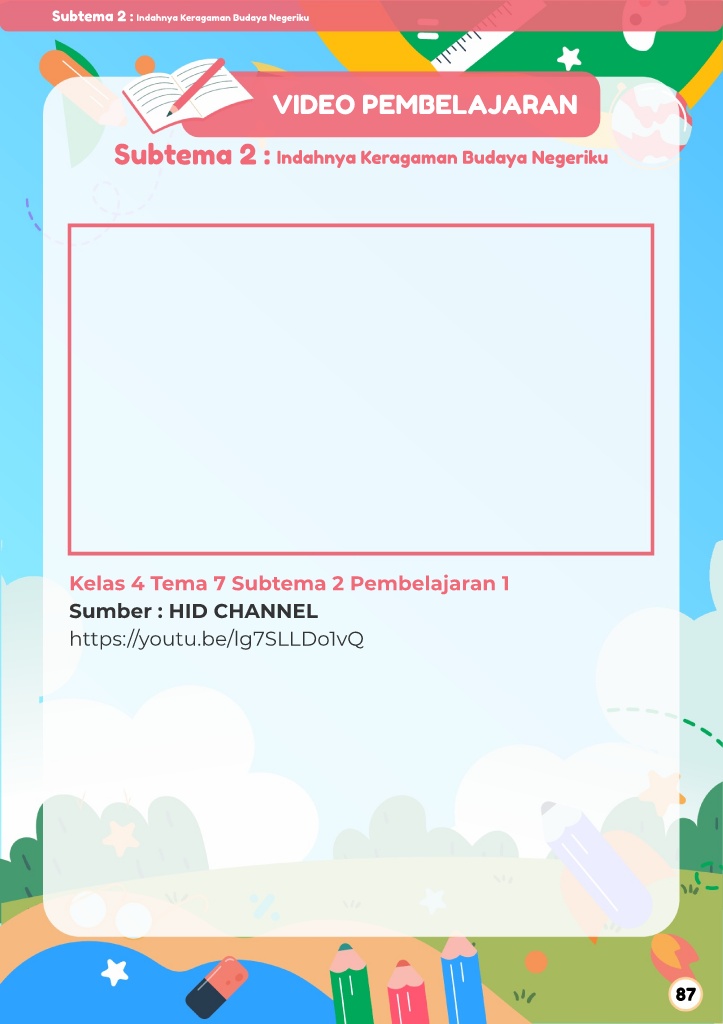 Subtema 2 : Indahnya Keragaman Budaya Negeriku
VIDEO PEMBELAJARAN
Subtema 2 : Indahnya Keragaman Budaya Negeriku
Kelas 4 Tema 7 Subtema 2 Pembelajaran 1
Sumber : HID CHANNEL
https://youtu.be/lg7SLLDo1vQ
87